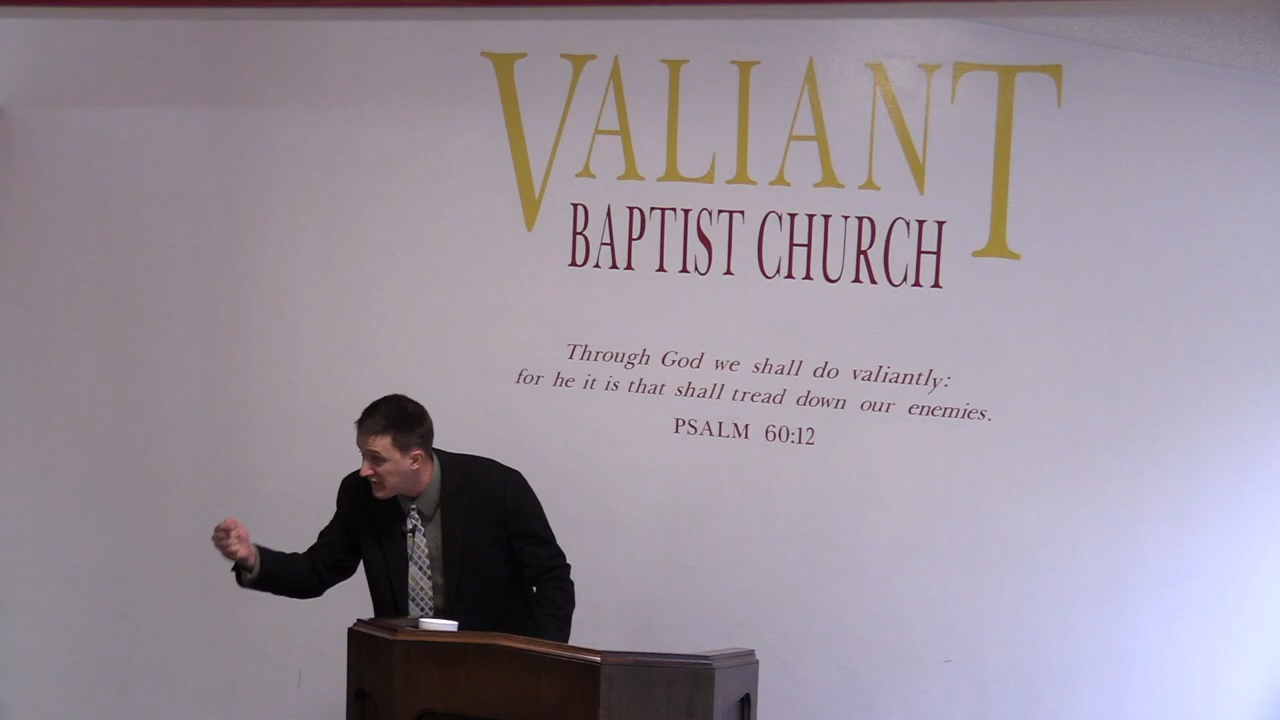 VALIANT
BAPTIST CHURCH
Through God we shall do valiantly:
for he it is that shall tread down our enemies.
PSALM 60:12